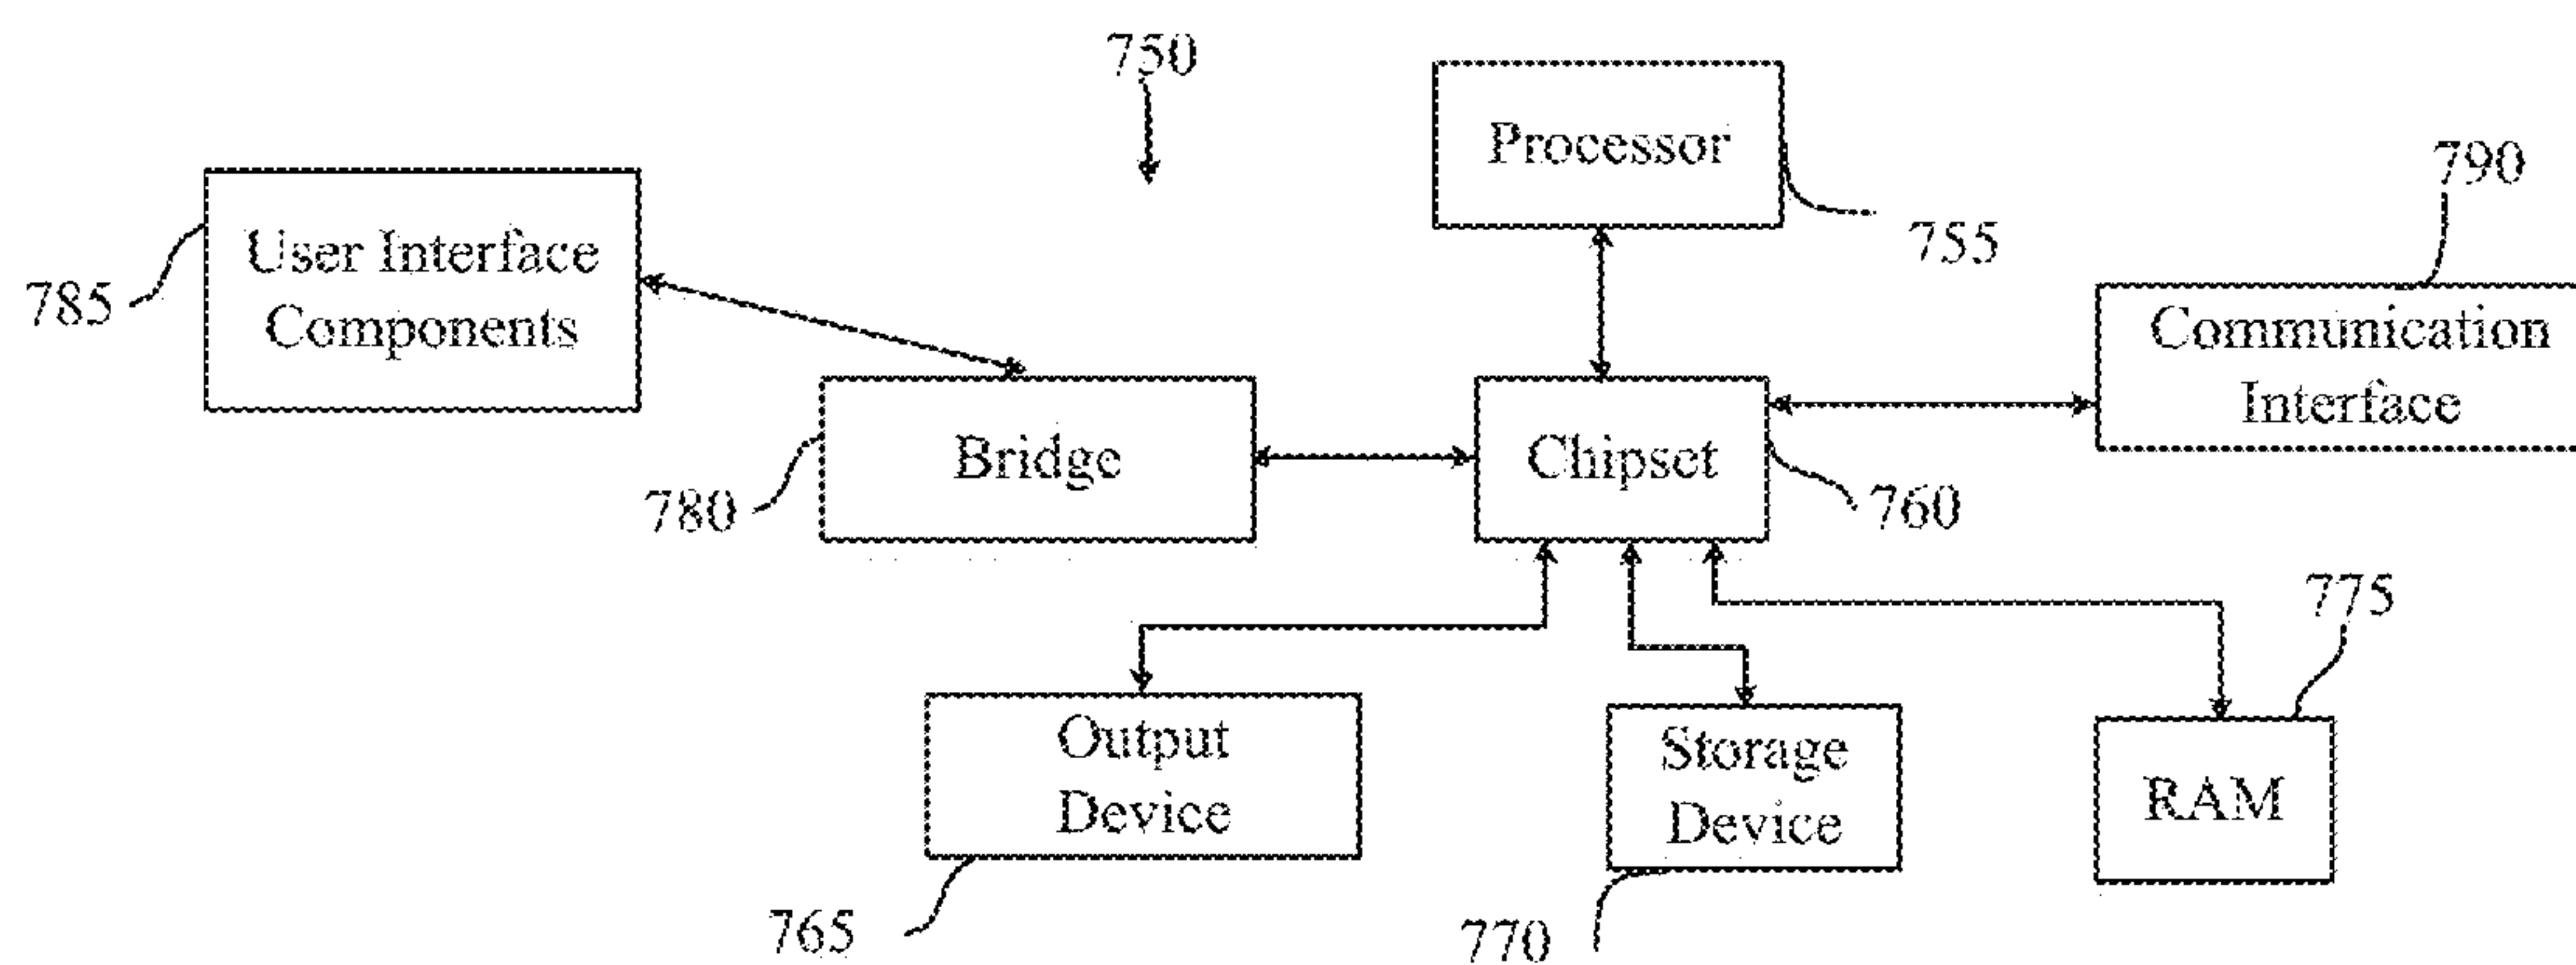 750
Processor
790
User Interface
Components
755
785
Communication
Interface
Bridge
Chipset
780
760
775
Output
Device
Storage
Device
RAM
765
770